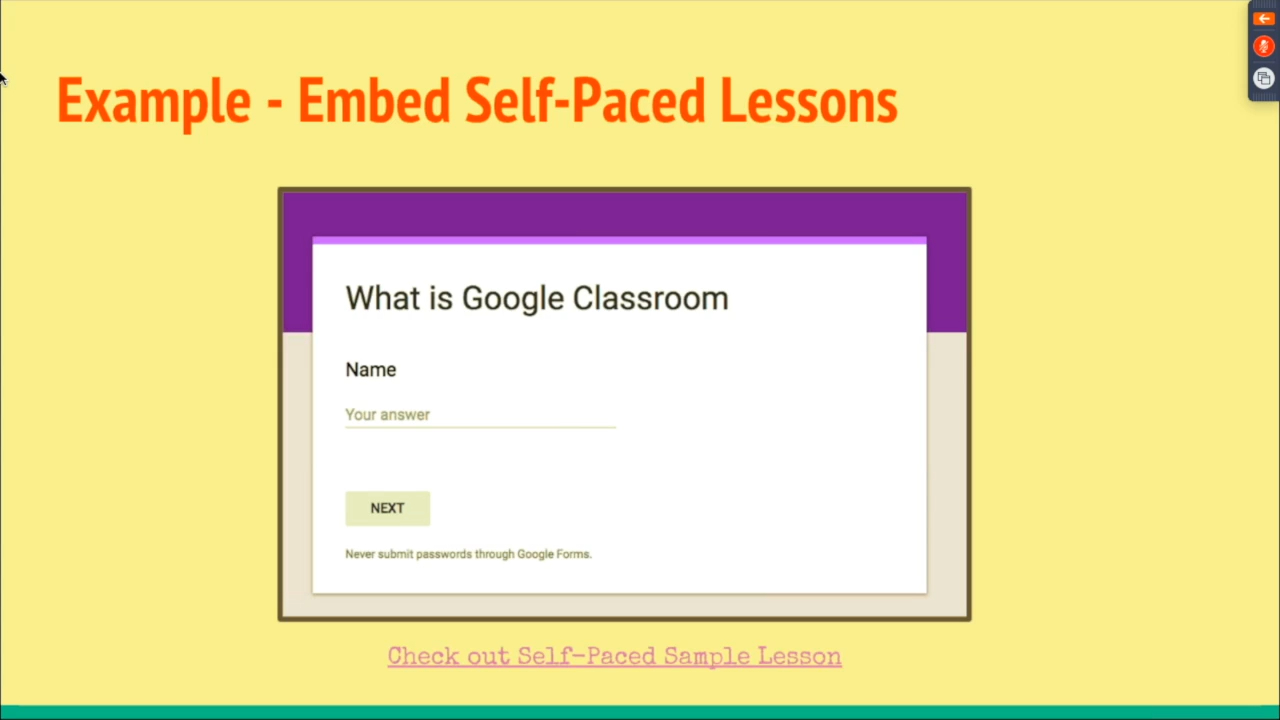 Example - Embed Self-Paced Lessons
What is Google Classroom
Name
Your answer
NEXT
Never submit passwords through Google Forms.
Check out Self-Paced Sample Lesson